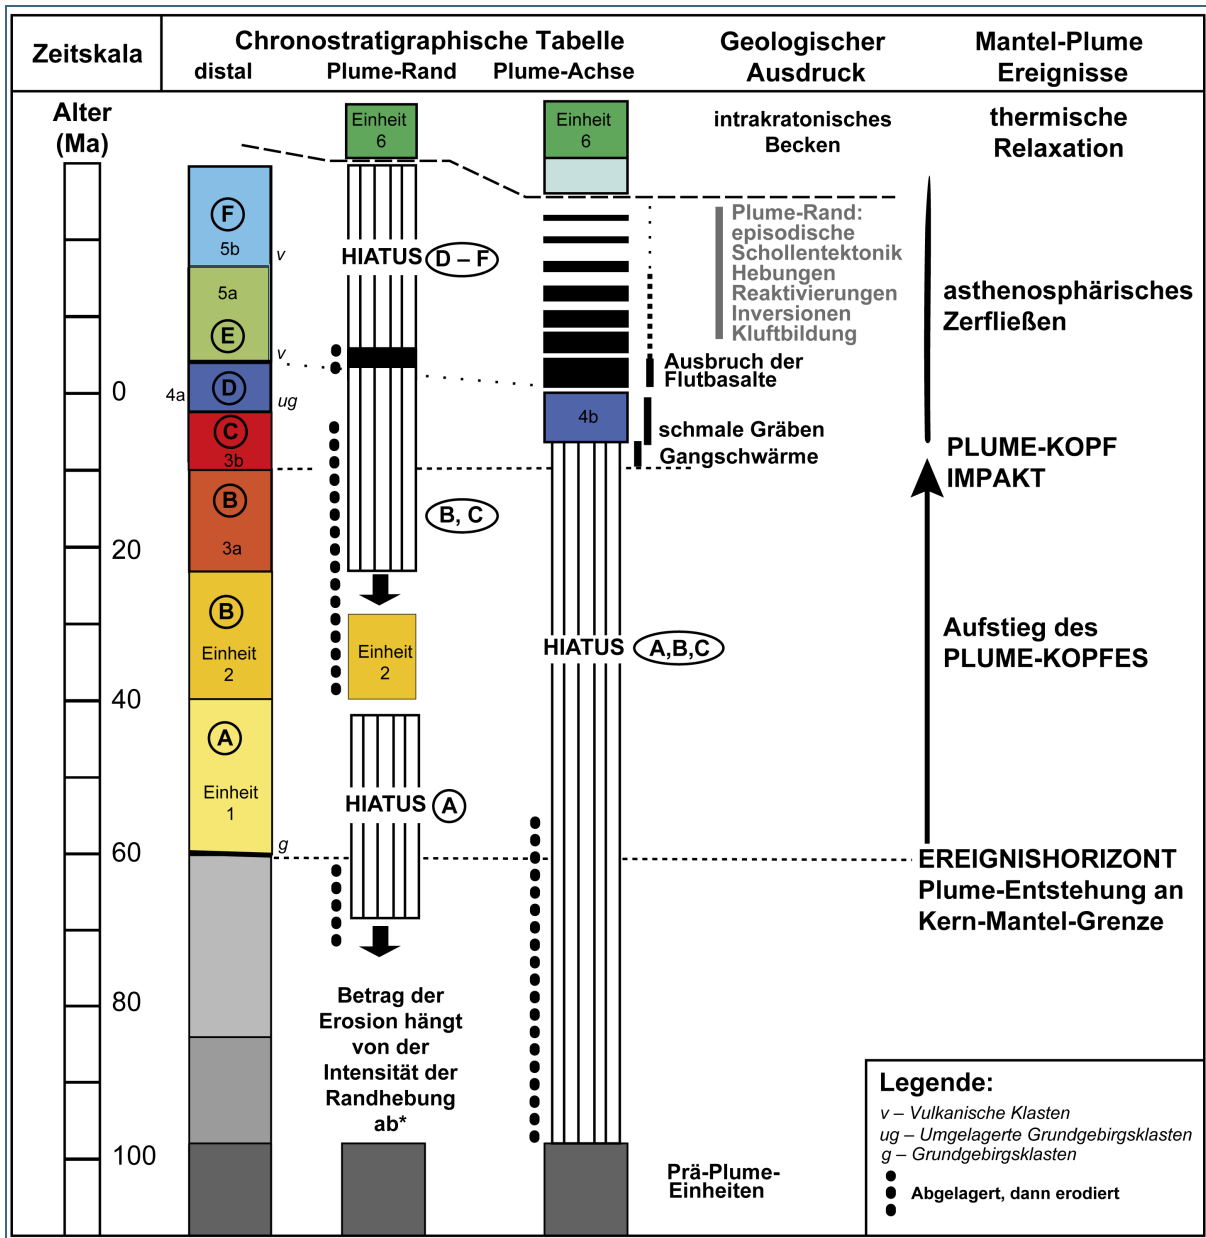 Zeitskala
Chronostratigraphische Tabelle
distal
Plume-Rand
Plume-Achse
Geologischer
Ausdruck
Mantel-Plume
Ereignisse
Alter
(Ma)
0
20
40
60
80
100
F
5b
v
5a
E
v
4a
D
ug
C
3b
B
3a
B
Einheit
2
A
Einheit
1
g
Einheit
6
HIATUS
D – F
B, C
Einheit
2
HIATUS
A
Betrag der
Erosion hängt
von der
Intensität der
Randhebung
ab*
Einheit
6
4b
HIATUS
A,B,C
intrakratonisches
Becken
Plume-Rand:
episodische
Schollentektonik
Hebungen
Reaktivierungen
Inversionen
Kluftbildung
Ausbruch der
Flutbasalte
schmale Gräben
Gangschwärme
Prä-Plume-
Einheiten
thermische
Relaxation
asthenosphärisches
Zerfließen
PLUME-KOPF
IMPAKT
Aufstieg des
PLUME-KOPFES
EREIGNISHORIZONT
Plume-Entstehung an
Kern-Mantel-Grenze
Legende:
v – Vulkanische Klasten
ug – Umgelagerte Grundgebirgsklasten
g – Grundgebirgsklasten
Abgelagert, dann erodiert